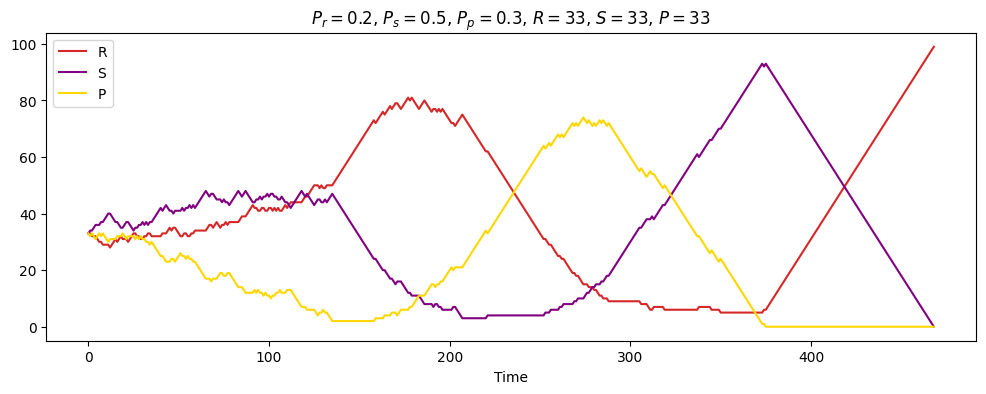 $P_r = 0.2$, $P_s = 0.5$, $P_p = 0.3$, $R = 33$, $S = 33$, $P = 33$
100
80
60
40
20
0
R
S
P
0 100 200 300 400
Time